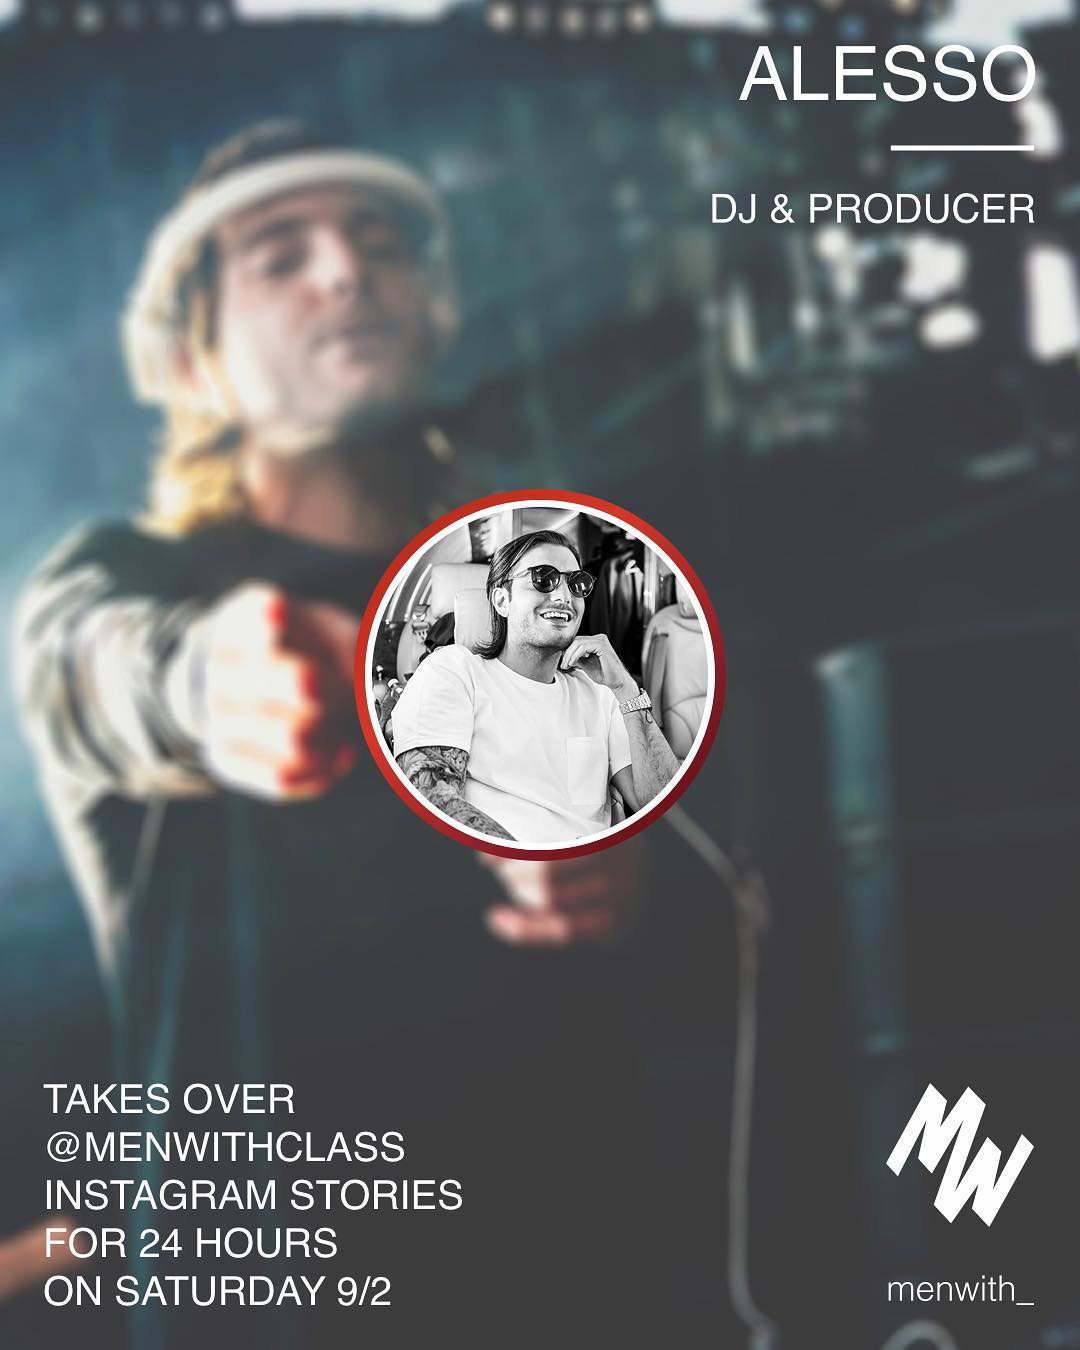 ALESSO
DJ & PRODUCER
TAKES OVER
@MENWITHCLASS
INSTAGRAM STORIES
FOR 24 HOURS
ON SATURDAY 9/2
MW
menwith_